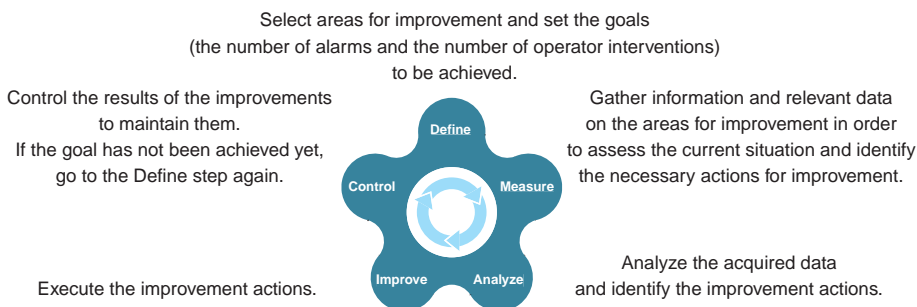 Select areas for improvement and set the goals
(the number of alarms and the number of operator interventions)
to be achieved.
Control the results of the improvements
to maintain them.
If the goal has not been achieved yet,
go to the Define step again.
Gather information and relevant data
on the areas for improvement in order
to assess the current situation and identify
the necessary actions for improvement.
Define
Control
Measure
Improve
Analyze
Execute the improvement actions.
Analyze the acquired data
and identify the improvement actions.